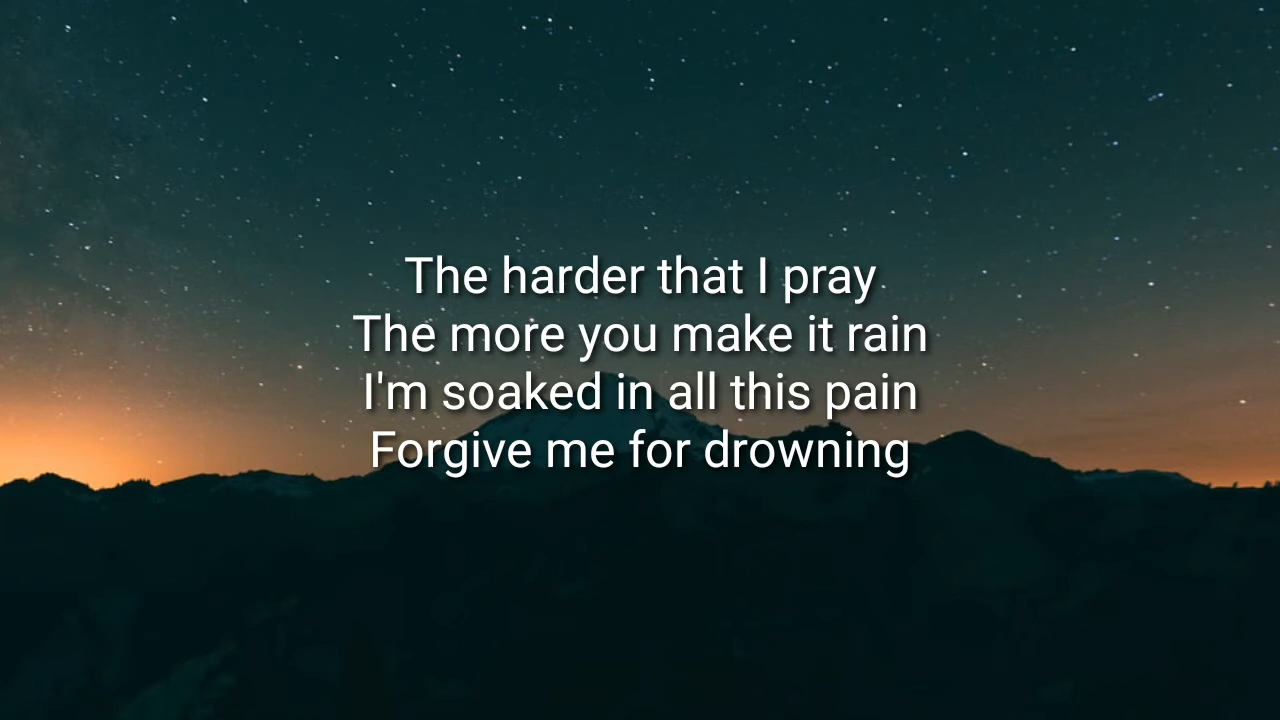 The harder that I pray
The more you make it rain
I'm soaked in all this pain
Forgive me for drowning